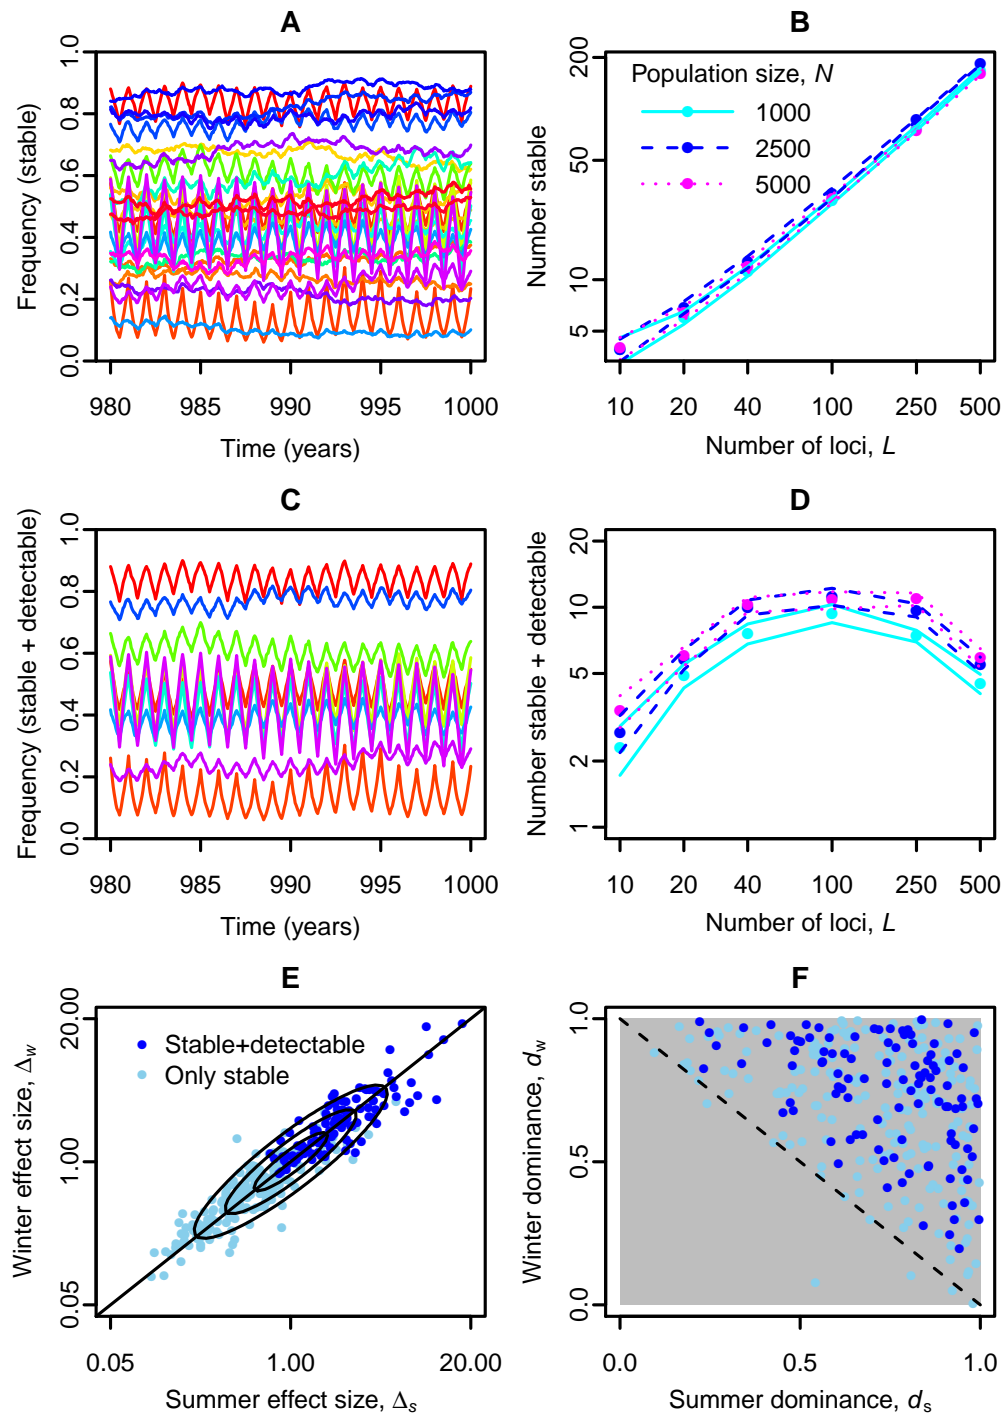 A
Frequency (stable)
1.0
0.8
0.6
0.4
0.2
0.0
980 985 990 995 1000
Time (years)
B
Number stable
200
50
10
5
Population size, N
1000
2500
5000
10 20 40 100 250 500
Number of loci, L
C
Frequency (stable + detectable)
1.0
0.8
0.6
0.4
0.2
0.0
980 985 990 995 1000
Time (years)
D
Number stable + detectable
20
10
5
2
1
10 20 40 100 250 500
Number of loci, L
E
Winter effect size, Δw
20.00
1.00
0.05
Stable+detectable
Only stable
0.05 1.00 20.00
Summer effect size, Δs
F
Winter dominance, dw
1.0
0.5
0.0
0.0 0.5 1.0
Summer dominance, ds